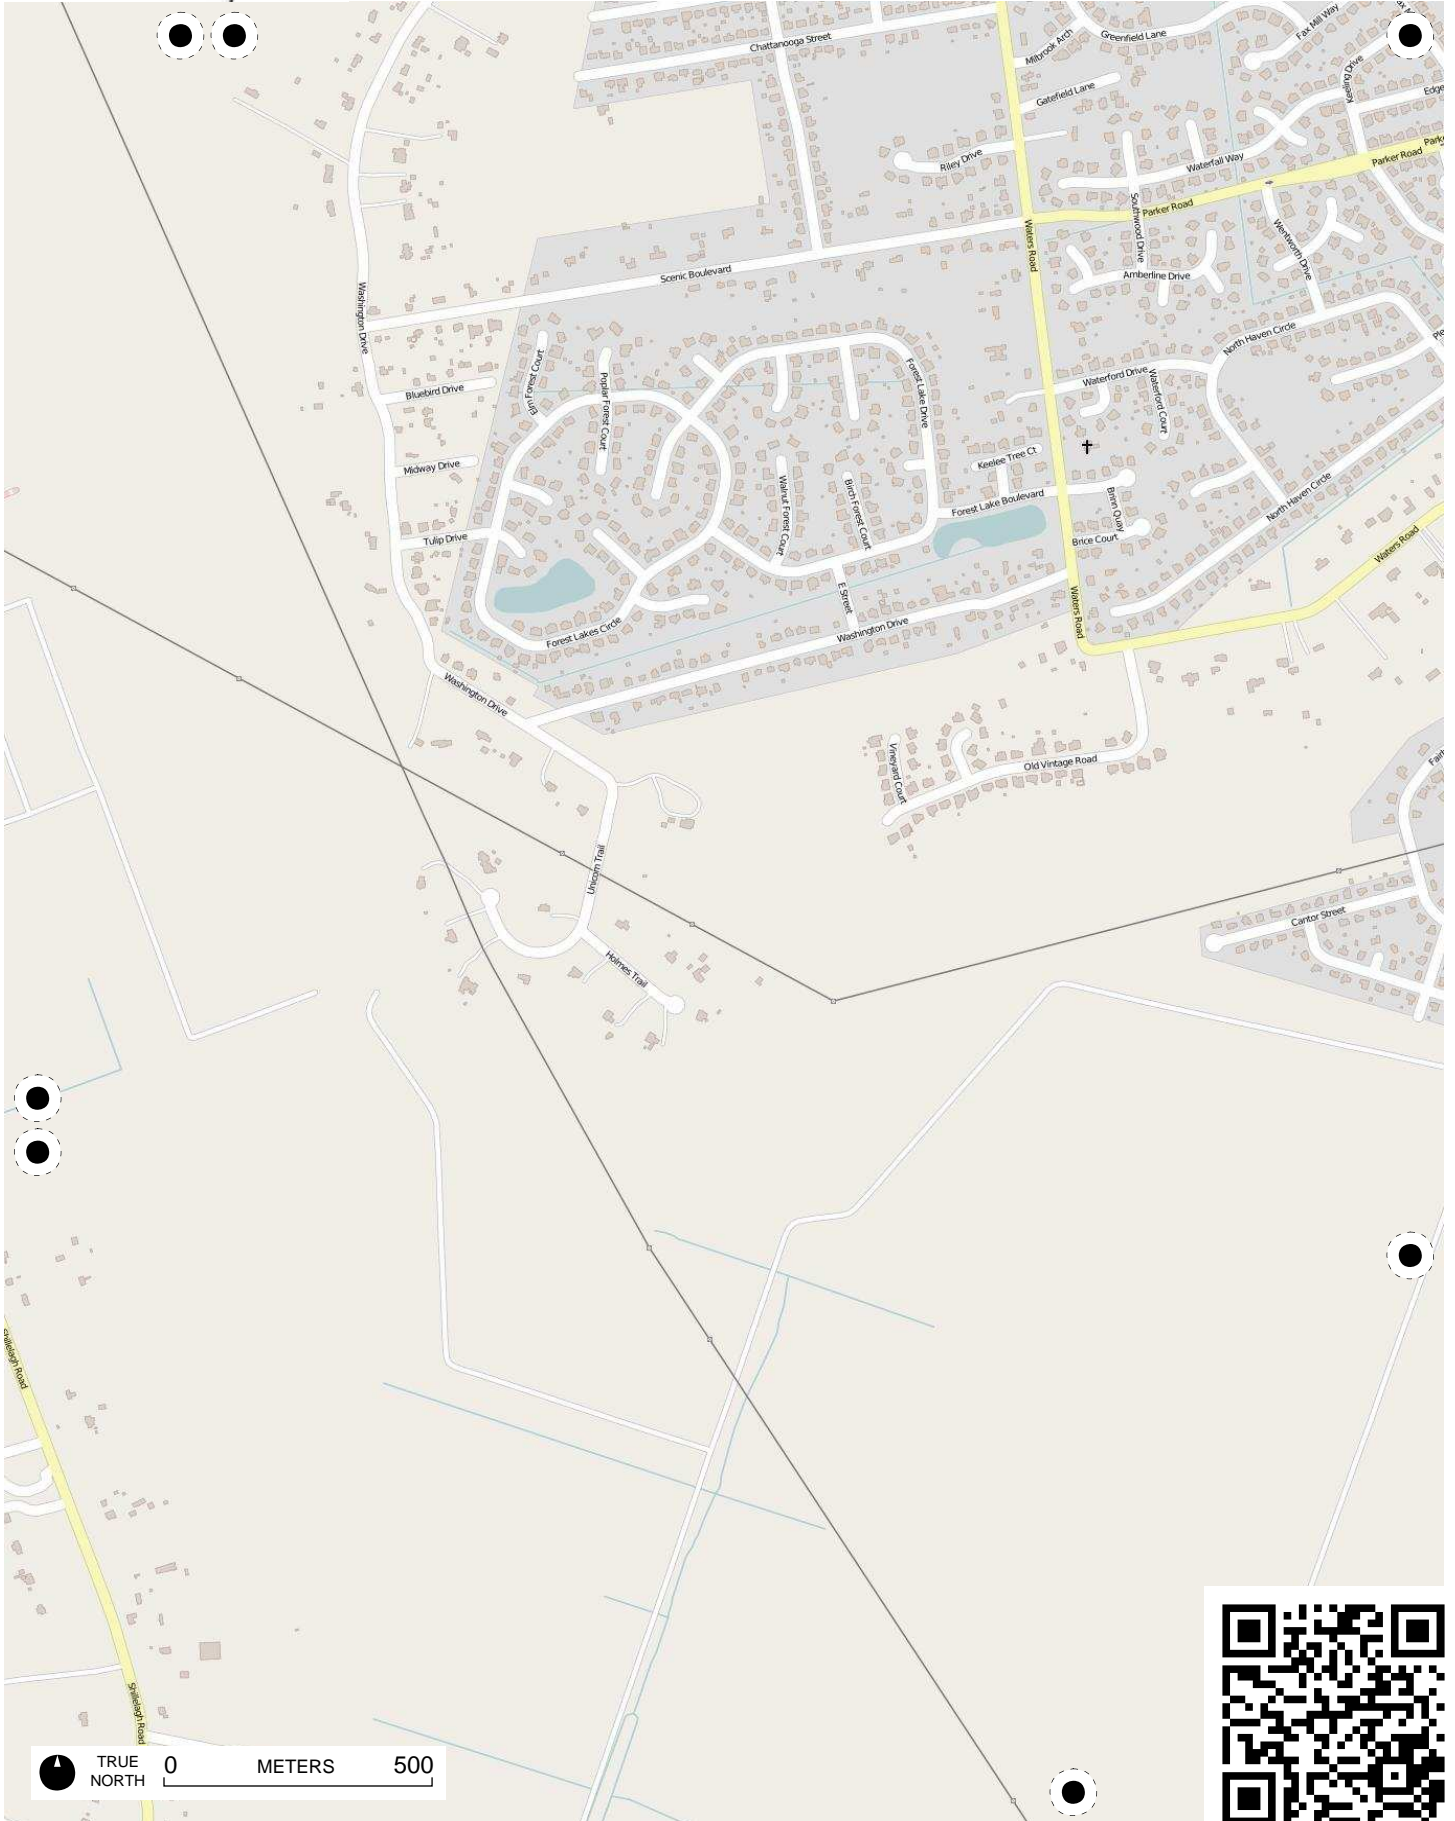 Chattanooga Street
Milbrook Arch
Greenfield Lane
Fax Mill Way
Gatefield Lane
Keeling Drive
Edge
Riley Drive
Waterfall Way
Parker Road
Park
Parker Road
Southwood Drive
Waters Road
Wentworth Drive
Scenic Boulevard
Amberline Drive
Washington Drive
North Haven Circle
Ple
Elm Forest Court
Poplar Forest Court
Forest Lake Drive
Bluebird Drive
Waterford Drive
Waterford Court
Midway Drive
Keelee Tree Ct
Walnut Forest Court
Birch Forest Court
Forest Lake Boulevard
Brinn Quay
North Haven Circle
Tulip Drive
Brice Court
Waters Road
E Street
Waters Road
Forest Lakes Circle
Washington Drive
Washington Drive
Vineyard Court
Old Vintage Road
Unicorn Trail
Cantor Street
Holmes Trail
Shillelagh Road
Shillelagh Road
TRUE NORTH
0 METERS 500